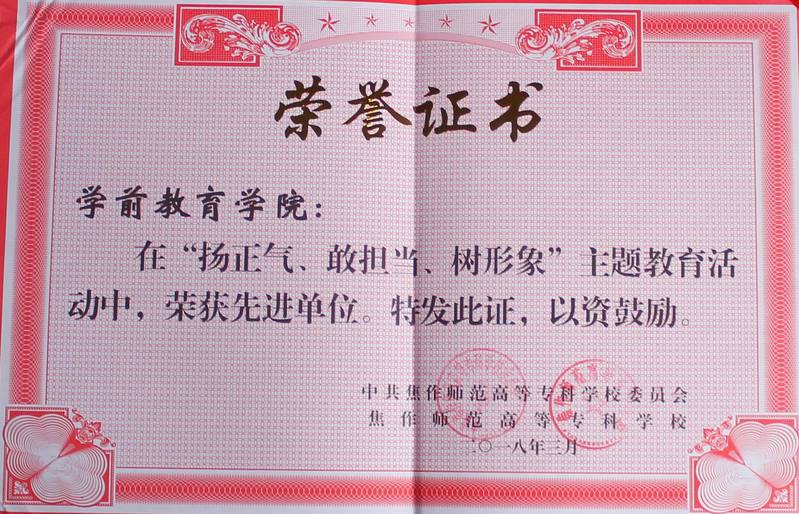 荣誉证书
学前教育学院：
在“扬正气、敢担当、树形象”主题教育活
动中，荣获先进单位。特发此证，以资鼓励。
中共焦作师范高等专科学校委员会
焦作师范高等专科学校
二〇一八年三月